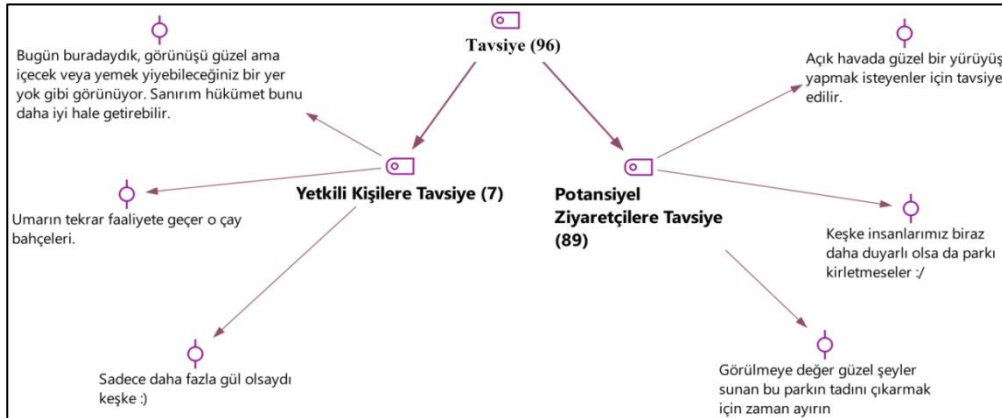 Tavsiye (96)
Bugün buradaydık, görünüşü güzel ama
içecek veya yemek yiyebileceğiniz bir yer
yok gibi görünüyor. Sanırım hükümet bunu
daha iyi hale getirebilir.
Açık havada güzel bir yürüyüş
yapmak isteyenler için tavsiye
edilir.
Yetkili Kişilere Tavsiye (7)
Potansiyel
Ziyaretçilere Tavsiye
(89)
Umarın tekrar faaliyete geçer o çay
bahçeleri.
Keşke insanlarımız biraz
daha duyarlı olsa da parkı
kirletmeseler :/
Sadece daha fazla gül olsaydı
keşke :)
Görülmeye değer güzel şeyler
sunan bu parkın tadını çıkarmak
için zaman ayırın